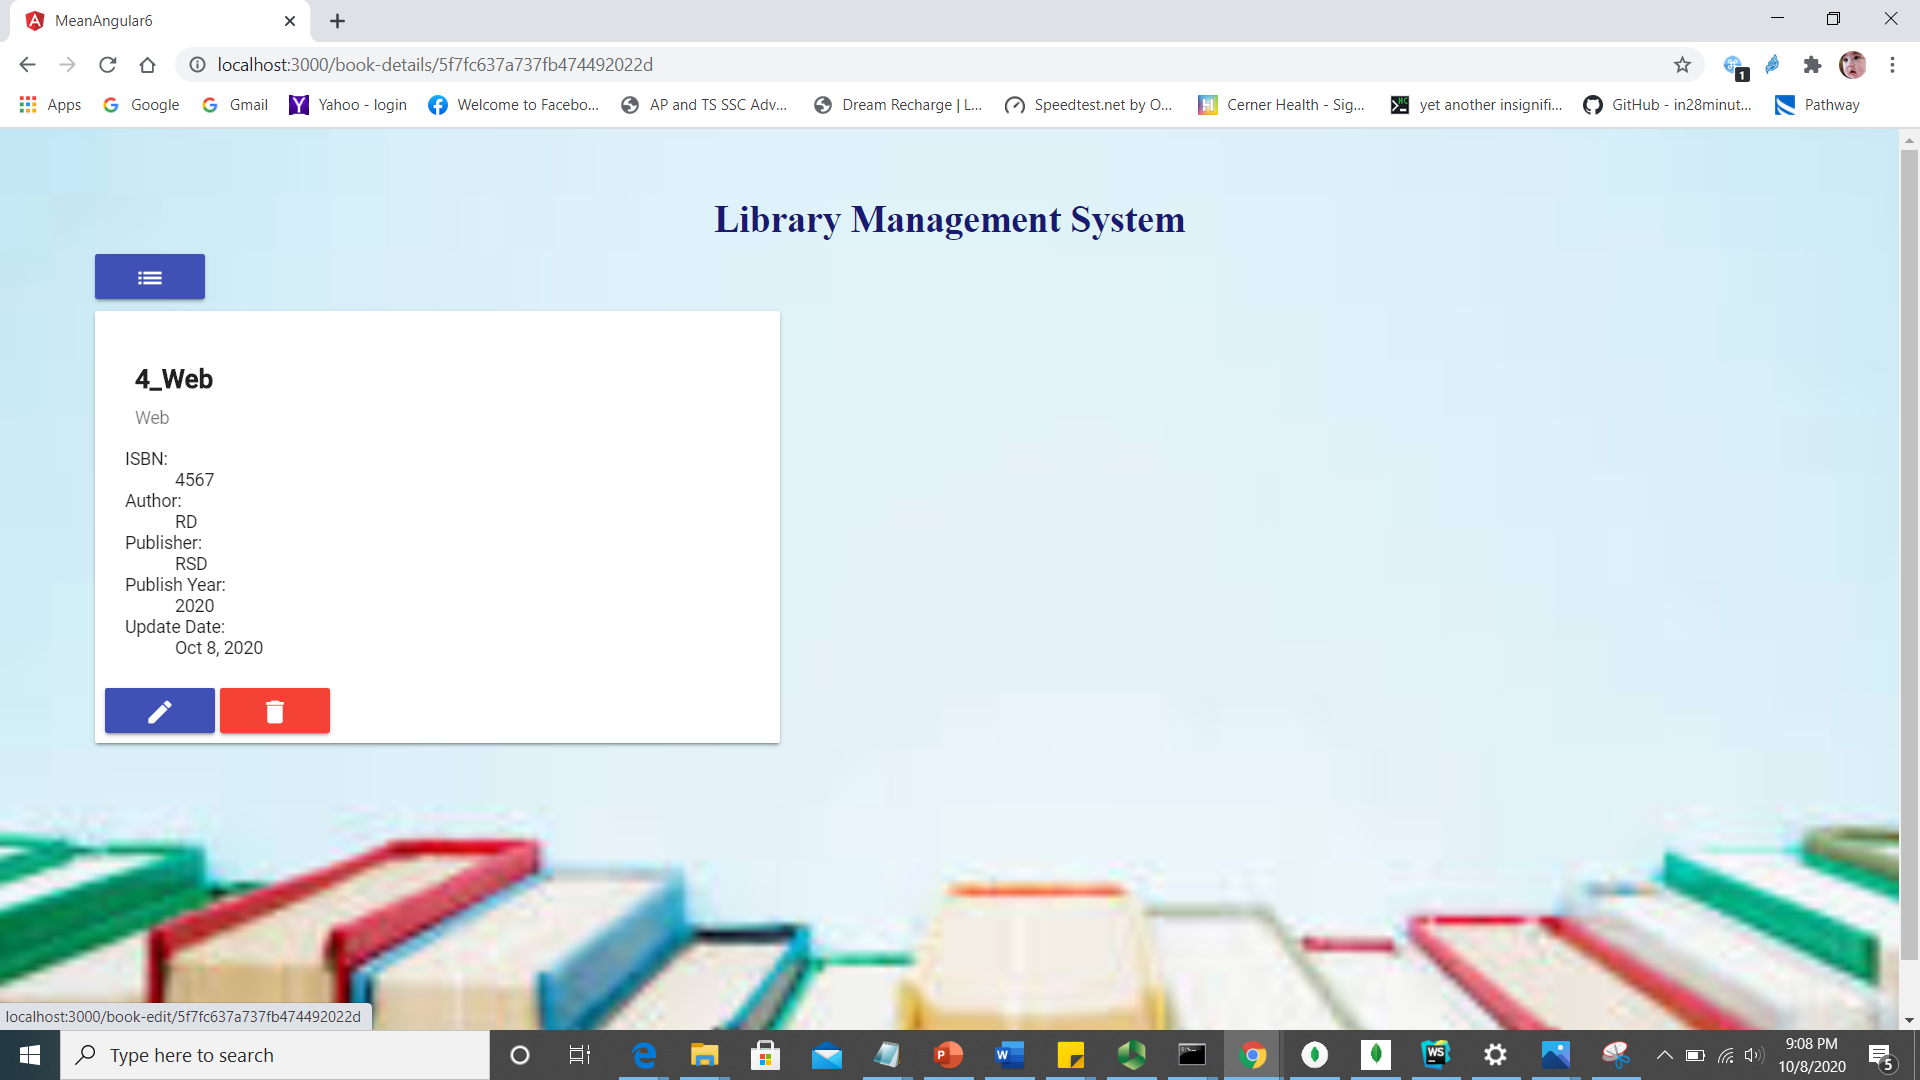 MeanAngular6
localhost:3000/book-details/5f7fc637a737fb474492022d
1
Apps
Google
Gmail
Yahoo - login
Welcome to Facebo...
AP and TS SSC Adv...
Dream Recharge | L...
Speedtest.net by O...
Cerner Health - Sig...
yet another insignifi...
GitHub - in28minut...
Pathway
Library Management System
4_Web
Web
ISBN:
4567
Author:
RD
Publisher:
RSD
Publish Year:
2020
Update Date:
Oct 8, 2020
localhost:3000/book-edit/5f7fc637a737fb474492022d
Type here to search
9:08 PM
10/8/2020
5